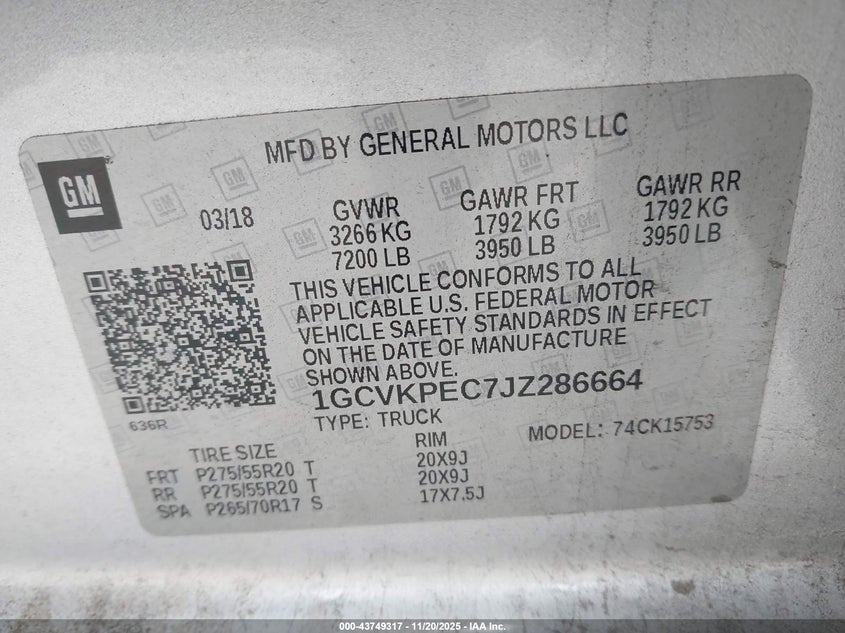 MFD BY GENERAL MOTORS LLC
GM
03/18
GVWR GAWR FRT GAWR RR
3266 KG 1792 KG 1792 KG
7200 LB 3950 LB 3950 LB
THIS VEHICLE CONFORMS TO ALL
APPLICABLE U.S. FEDERAL MOTOR
VEHICLE SAFETY STANDARDS IN EFFECT
ON THE DATE OF MANUFACTURE
SHOWN ABOVE.
1GCVKPEC7JZ286664
636R
TYPE: TRUCK MODEL: 74CK15753
TIRE SIZE RIM
FRT P275/55R20 T 20X9J
RR P275/55R20 T 20X9J
SPA P265/70R17 S 17X7.5J
000-43749317 - 11/20/2025 - IAA Inc.